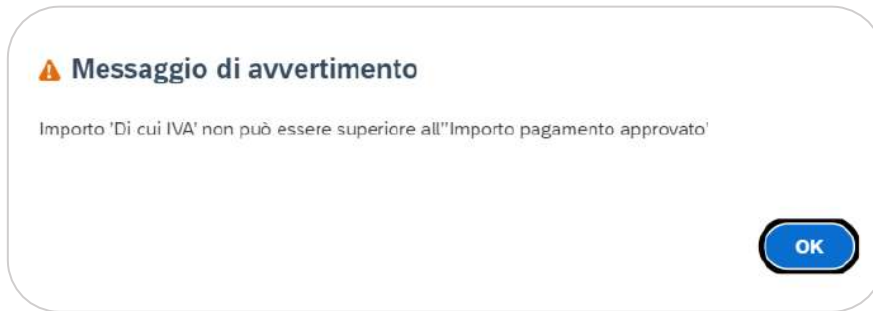 Messaggio di avvertimento
Importo 'Di cui IVA' non può essere superiore all''Importo pagamento approvato'
OK